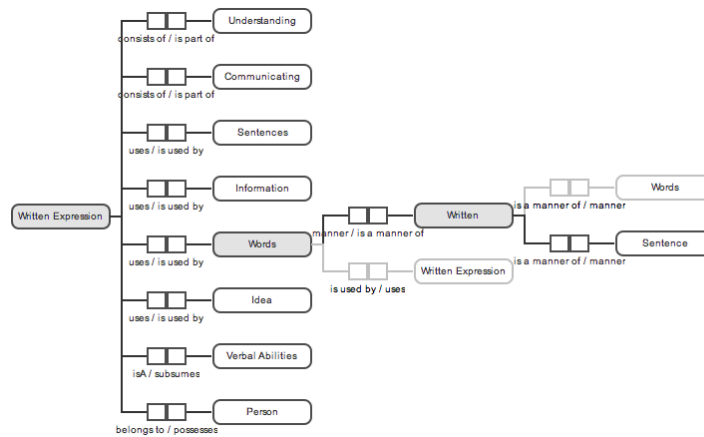 Understanding
consists of / is part of
Communicating
consists of / is part of
Sentences
uses / is used by
Information
uses / is used by
Written Expression
Words
uses / is used by
Idea
uses / is used by
Verbal Abilities
isA / subsumes
Person
belongs to / possesses
Written
manner / is a manner of
Written Expression
is used by / uses
Words
is a manner of / manner
Sentence
is a manner of / manner